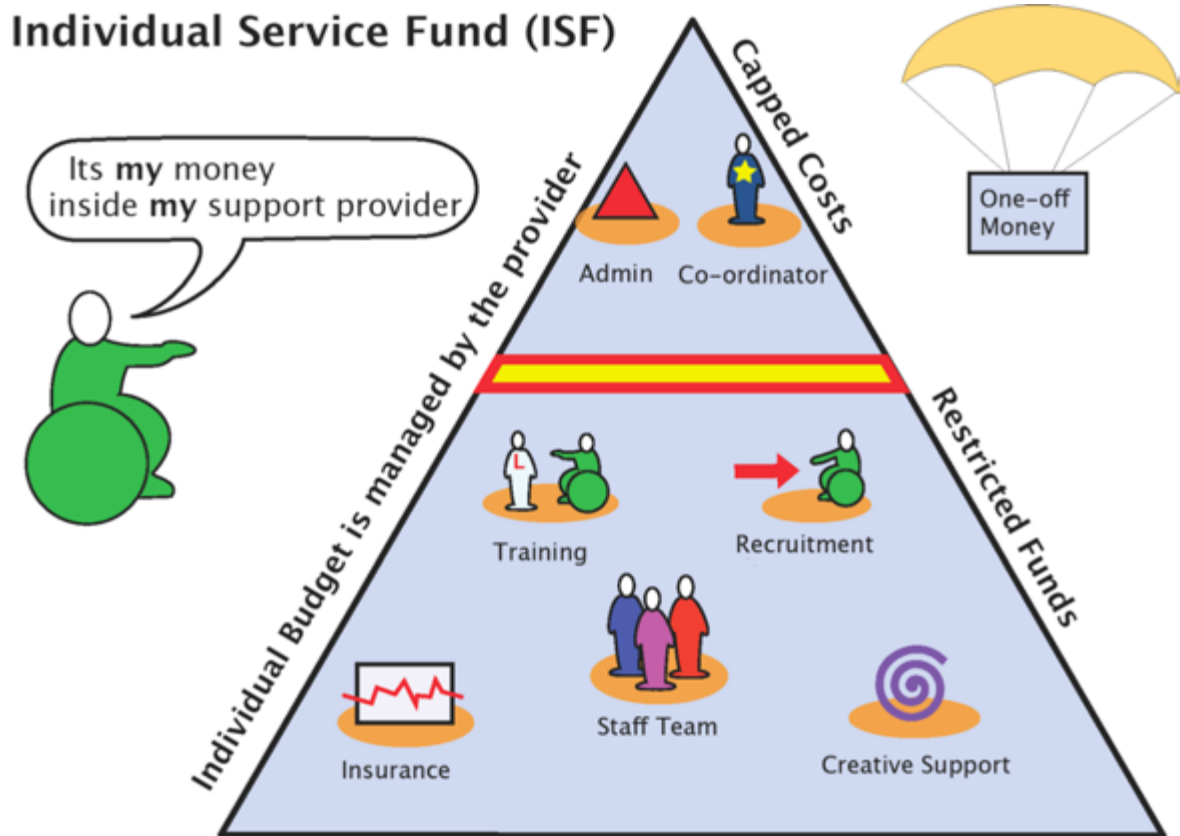 Individual Service Fund (ISF)
Its my money
inside my support provider
Individual Budget is managed by the provider
Capped Costs
One-off
Money
Admin
Co-ordinator
Restricted Funds
L
Training
Recruitment
Staff Team
Insurance
Creative Support